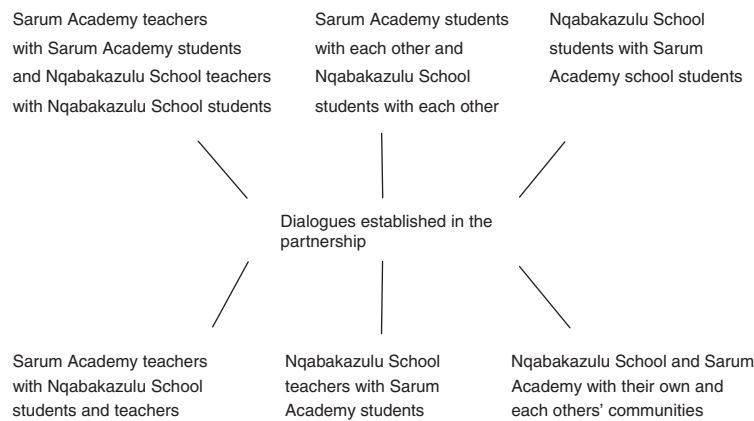 Sarum Academy teachers
with Sarum Academy students
and Nqabakazulu School teachers
with Nqabakazulu School students
Sarum Academy students
with each other and
Nqabakazulu School
students with each other
Nqabakazulu School
students with Sarum
Academy school students
Dialogues established in the
partnership
Sarum Academy teachers
with Nqabakazulu School
students and teachers
Nqabakazulu School
teachers with Sarum
Academy students
Nqabakazulu School and Sarum
Academy with their own and
each others’ communities